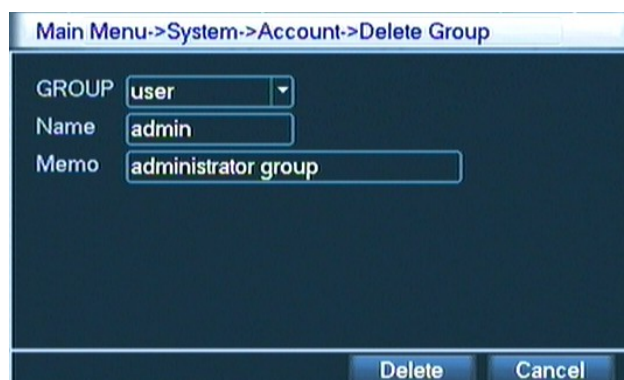 Main Menu->System->Account->Delete Group
GROUP user
Name admin
Memo administrator group
Delete Cancel